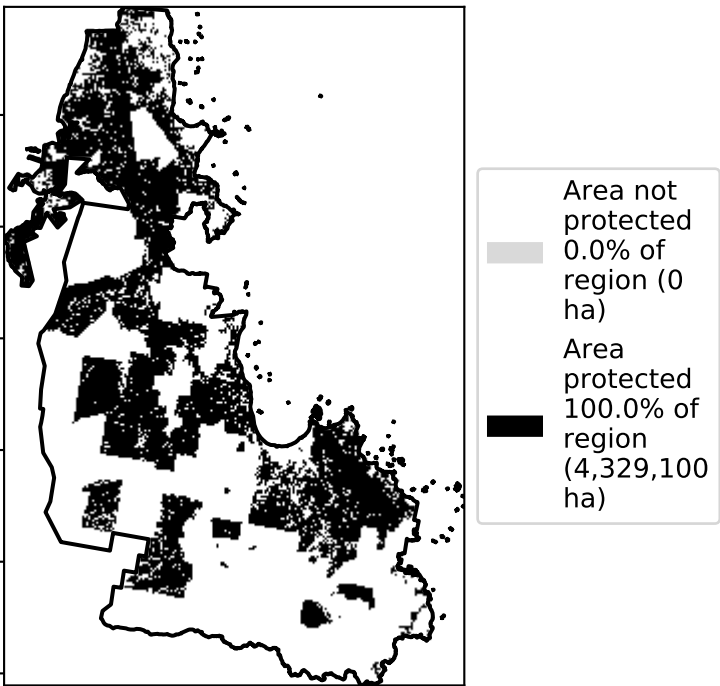 Area not
protected
0.0% of
region (0
ha)
Area
protected
100.0% of
region
(4,329,100
ha)